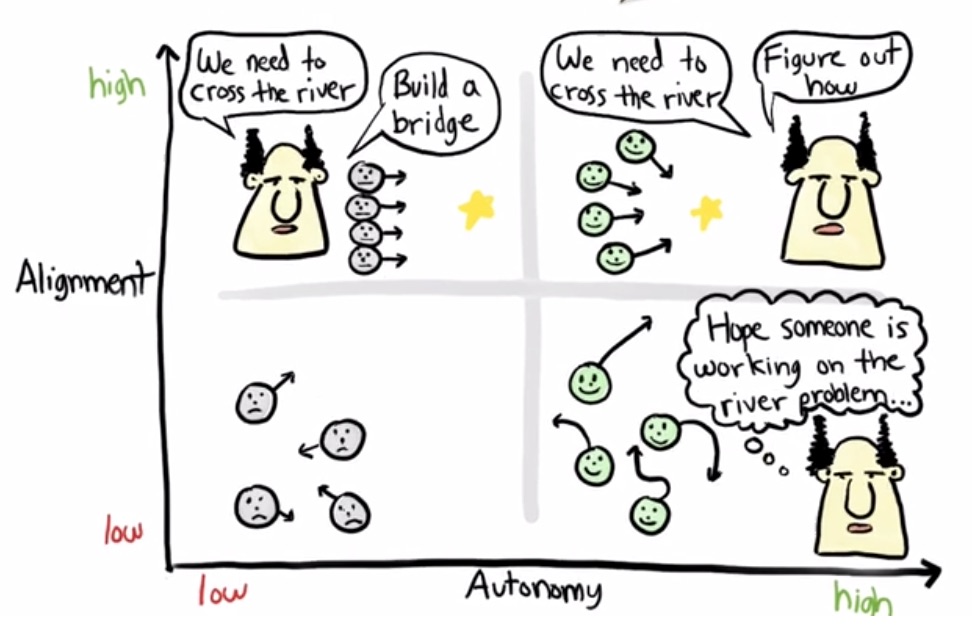 high
We need to
cross the river
Build a
bridge
We need to
cross the river
Figure out
how
Alignment
Hope someone is
working on the
river problem...
low
low
Autonomy
high